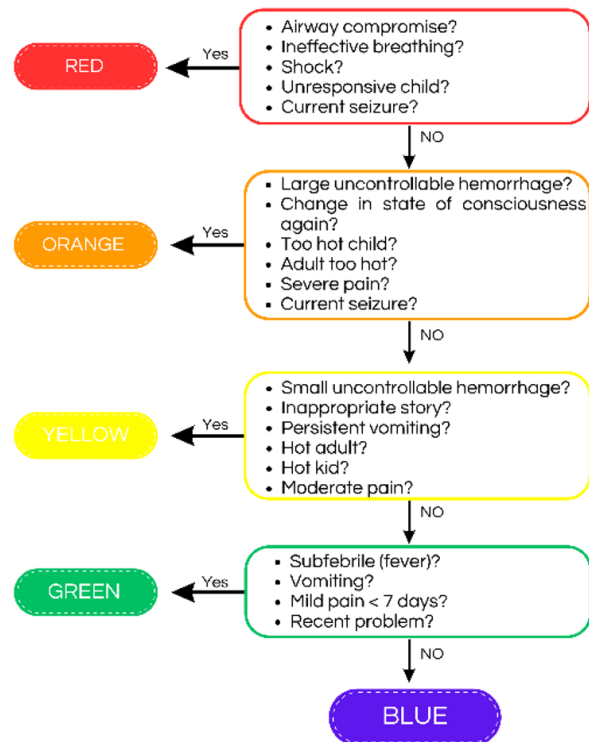 • Airway compromise?
• Ineffective breathing?
• Shock?
• Unresponsive child?
• Current seizure?
Yes
RED
NO
• Large uncontrollable hemorrhage?
• Change in state of consciousness
again?
• Too hot child?
• Adult too hot?
• Severe pain?
• Current seizure?
Yes
ORANGE
NO
• Small uncontrollable hemorrhage?
• Inappropriate story?
• Persistent vomiting?
• Hot adult?
• Hot kid?
• Moderate pain?
Yes
YELLOW
NO
• Subfebrile (fever)?
• Vomiting?
• Mild pain < 7 days?
• Recent problem?
Yes
GREEN
NO
BLUE